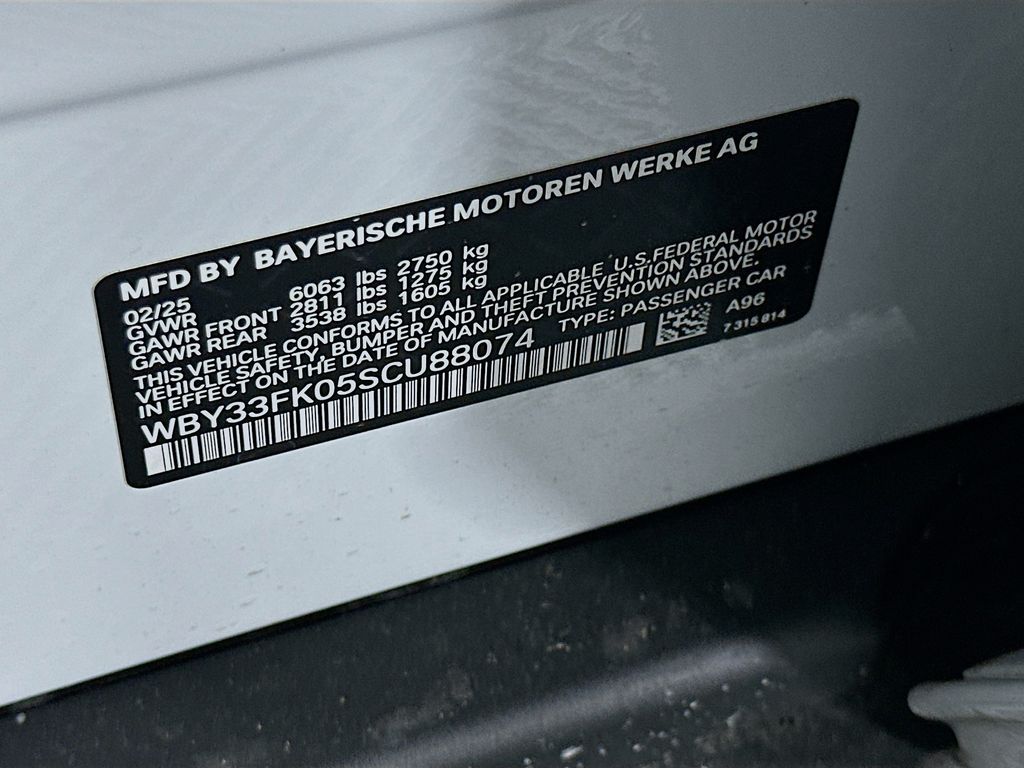 MFD BY BAYERISCHE MOTOREN WERKE AG
02/25
GVWR 6063 lbs 2750 kg
GAWR FRONT 2811 lbs 1275 kg
GAWR REAR 3538 lbs 1605 kg
THIS VEHICLE CONFORMS TO ALL APPLICABLE U.S.FEDERAL MOTOR
VEHICLE SAFETY, BUMPER AND THEFT PREVENTION STANDARDS
IN EFFECT ON THE DATE OF MANUFACTURE SHOWN ABOVE.
WBY33FK05SCU88074 TYPE: PASSENGER CAR
A96
7 315 814